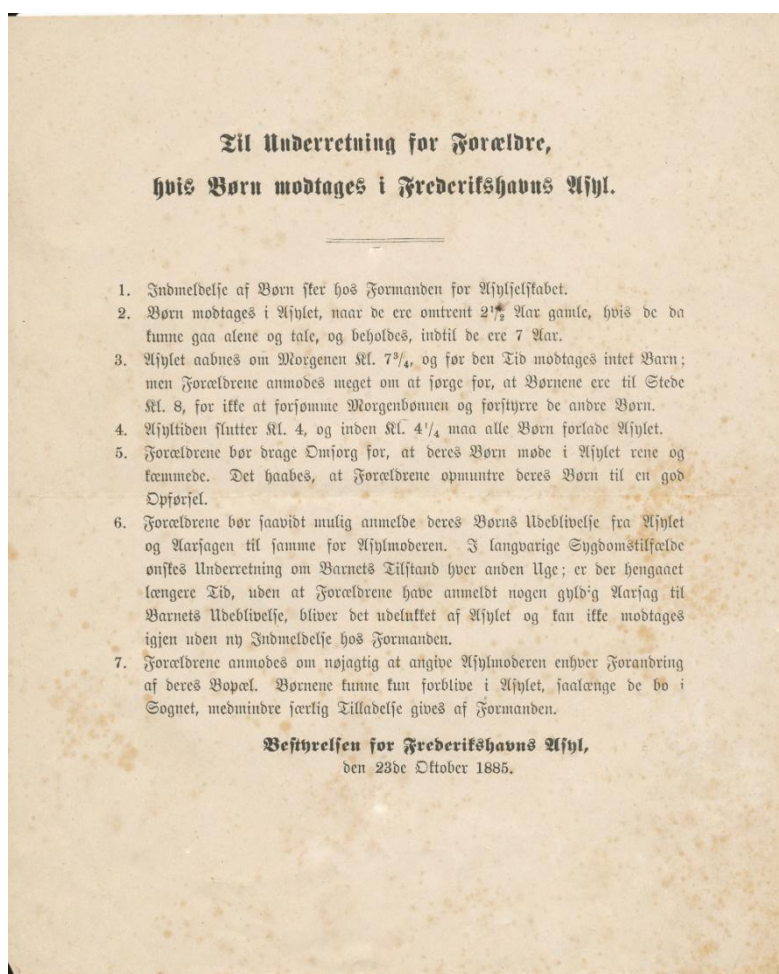 Til Underretning for Forældre,
hvis Børn modtages i Frederikshavns Asyl.
1. Indmeldelse af Børn sker hos Formanden for Asylselskabet.
2. Børn modtages i Asylet, naar de ere omtrent 2 1/2 Aar gamle, hvis de da
kunne gaa alene og tale, og beholdes, indtil de ere 7 Aar.
3. Asylet aabnes om Morgenen Kl. 7 3/4, og før den Tid modtages intet Barn;
men Forældrene anmodes meget om at sørge for, at Børnene ere til Stede
Kl. 8, for ikke at forsømme Morgenbønnen og forstyrre de andre Børn.
4. Asyltiden slutter Kl. 4, og inden Kl. 4 1/4 maa alle Børn forlade Asylet.
5. Forældrene bør drage Omsorg for, at deres Børn møde i Asylet rene og
kæmmede. Det haabes, at Forældrene opmuntre deres Børn til en god
Opførsel.
6. Forældrene bør saavidt mulig anmelde deres Børns Udeblivelse fra Asylet
og Aarsagen til samme for Asylmoderen. I langvarige Sygdomstilfælde
ønskes Underretning om Barnets Tilstand hver anden Uge; er der hengaaet
længere Tid, uden at Forældrene have anmeldt nogen gyldig Aarsag til
Barnets Udeblivelse, bliver det udelukket af Asylet og kan ikke modtages
igjen uden ny Indmeldelse hos Formanden.
7. Forældrene anmodes om nøjagtig at angive Asylmoderen enhver Forandring
af deres Bopæl. Børnene kunne kun forblive i Asylet, saalænge de bo i
Sognet, medmindre særlig Tilladelse gives af Formanden.
Bestyrelsen for Frederikshavns Asyl,
den 23de Oktober 1885.